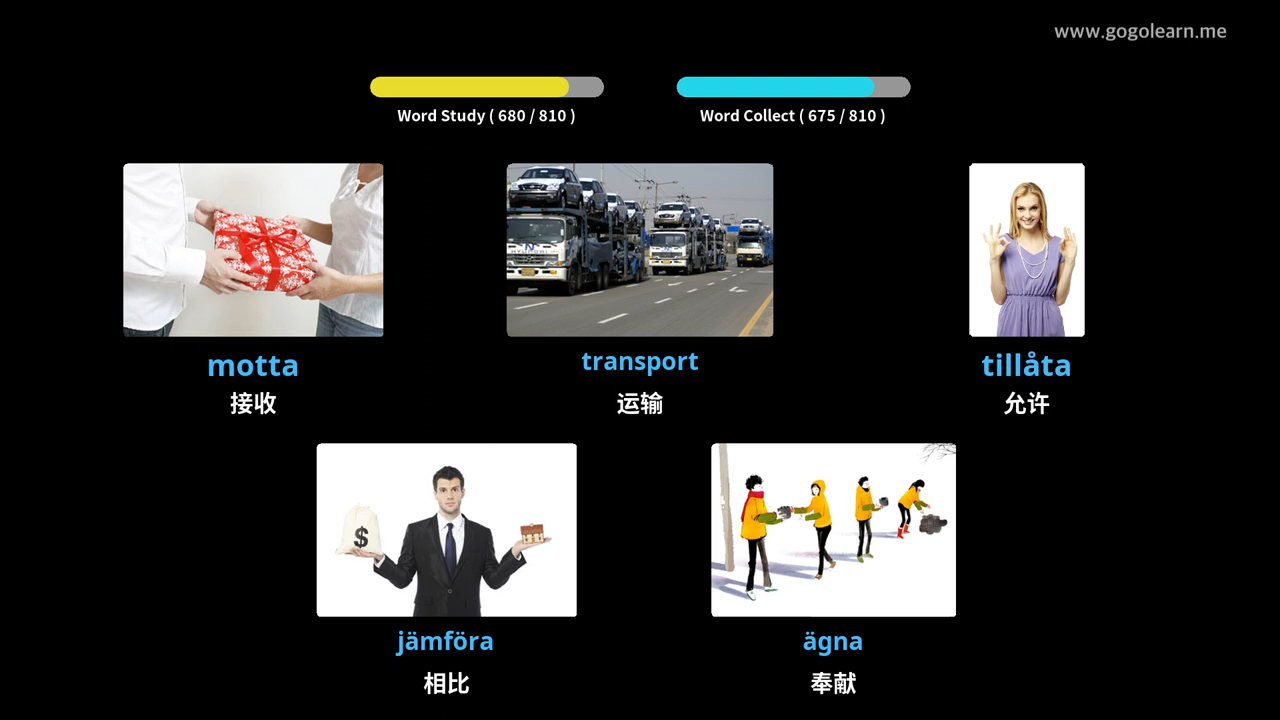 www.gogolearn.me
Word Study ( 680 / 810 )
Word Collect ( 675 / 810 )
motta
接收
transport
运输
tillåta
允许
jämföra
相比
ägna
奉献